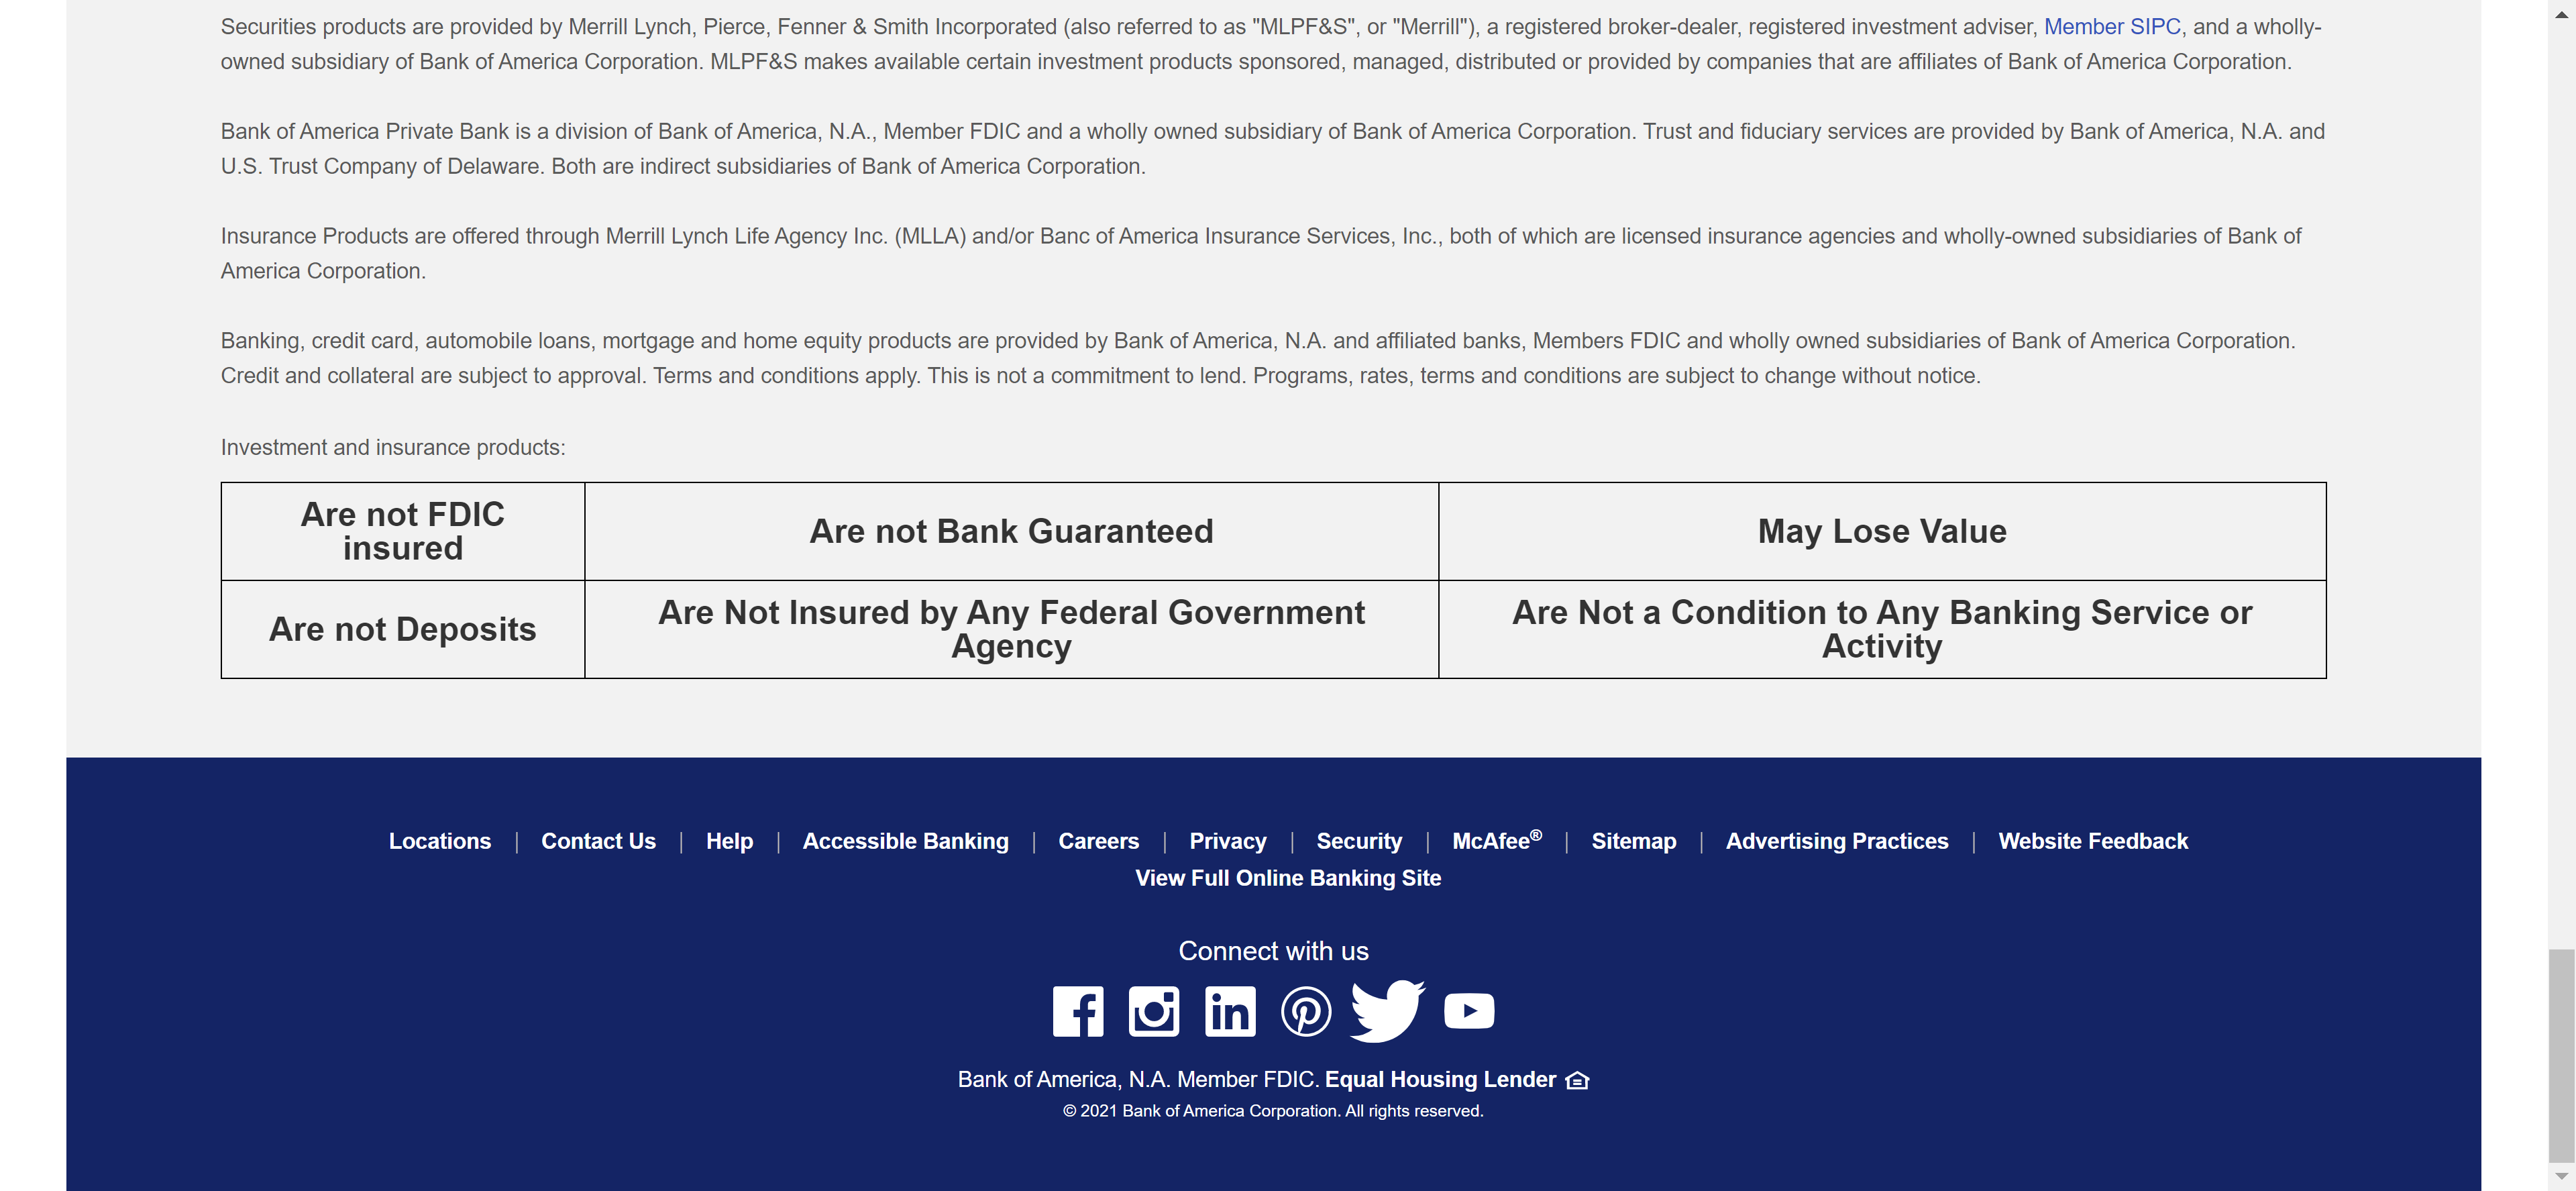 Securities products are provided by Merrill Lynch, Pierce, Fenner & Smith Incorporated (also referred to as "MLPF&S", or "Merrill"), a registered broker-dealer, registered investment adviser, Member SIPC, and a wholly-
owned subsidiary of Bank of America Corporation. MLPF&S makes available certain investment products sponsored, managed, distributed or provided by companies that are affiliates of Bank of America Corporation.
Bank of America Private Bank is a division of Bank of America, N.A., Member FDIC and a wholly owned subsidiary of Bank of America Corporation. Trust and fiduciary services are provided by Bank of America, N.A. and
U.S. Trust Company of Delaware. Both are indirect subsidiaries of Bank of America Corporation.
Insurance Products are offered through Merrill Lynch Life Agency Inc. (MLLA) and/or Banc of America Insurance Services, Inc., both of which are licensed insurance agencies and wholly-owned subsidiaries of Bank of
America Corporation.
Banking, credit card, automobile loans, mortgage and home equity products are provided by Bank of America, N.A. and affiliated banks, Members FDIC and wholly owned subsidiaries of Bank of America Corporation.
Credit and collateral are subject to approval. Terms and conditions apply. This is not a commitment to lend. Programs, rates, terms and conditions are subject to change without notice.
Investment and insurance products:
Are not FDIC
insured
Are not Bank Guaranteed
May Lose Value
Are not Deposits
Are Not Insured by Any Federal Government
Agency
Are Not a Condition to Any Banking Service or
Activity
Locations | Contact Us | Help | Accessible Banking | Careers | Privacy | Security | McAfee® | Sitemap | Advertising Practices | Website Feedback
View Full Online Banking Site
Connect with us
Bank of America, N.A. Member FDIC. Equal Housing Lender
© 2021 Bank of America Corporation. All rights reserved.